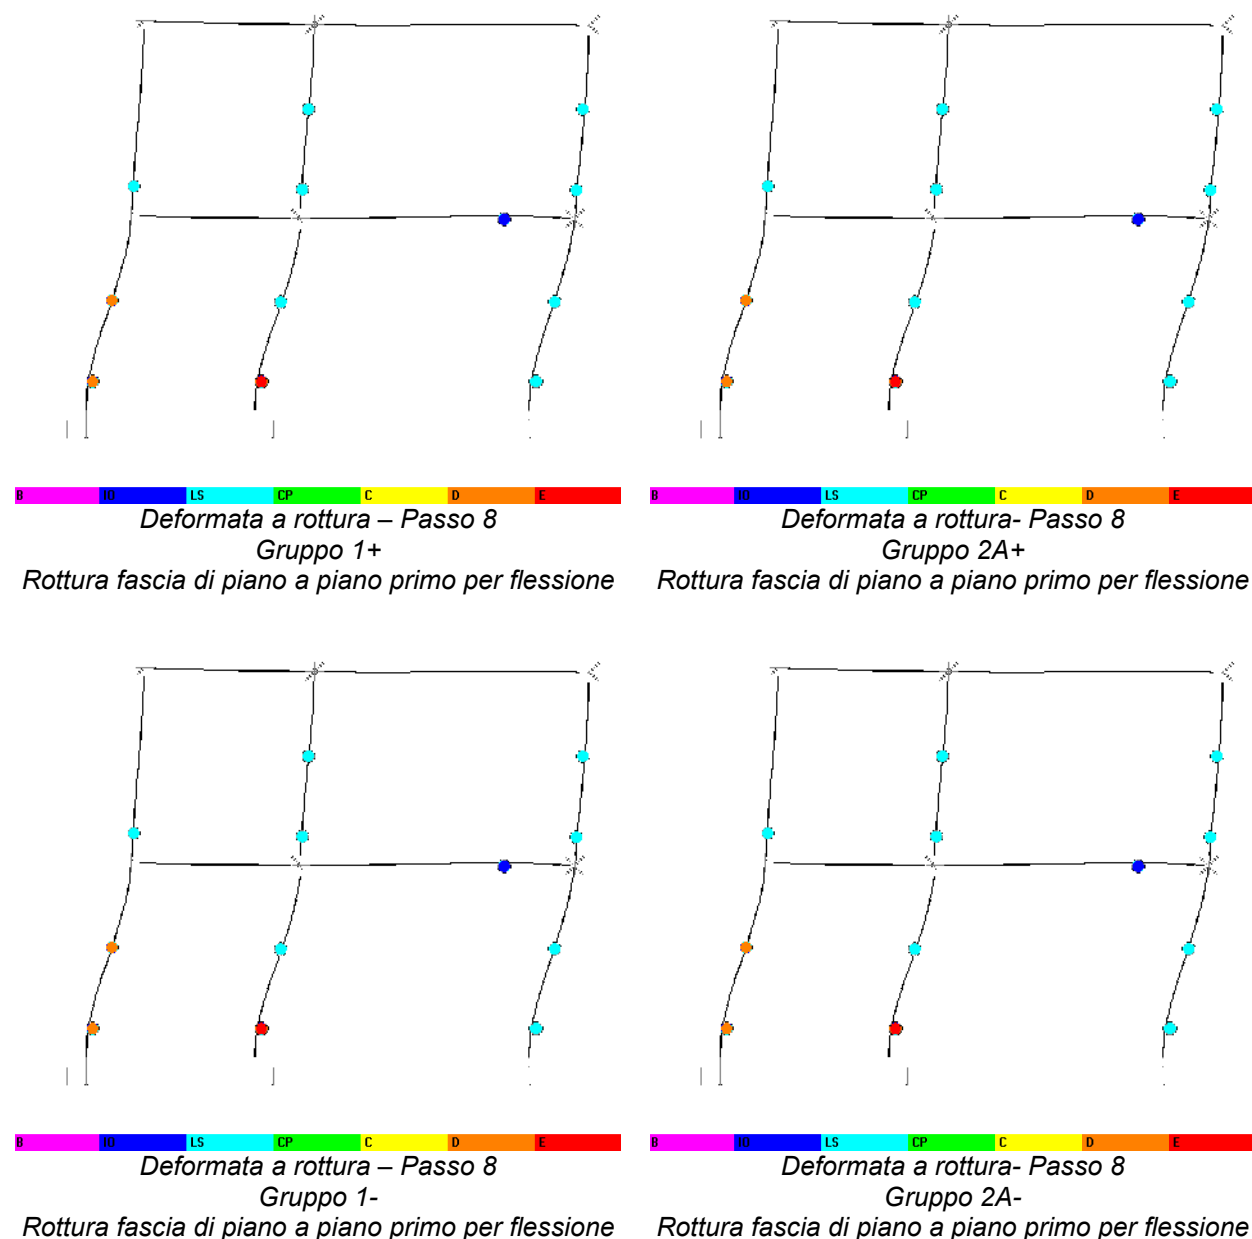 B IO LS CP C D E
Deformata a rottura – Passo 8
Gruppo 1+
Rottura fascia di piano a piano primo per flessione
B IO LS CP C D E
Deformata a rottura- Passo 8
Gruppo 2A+
Rottura fascia di piano a piano primo per flessione
B IO LS CP C D E
Deformata a rottura – Passo 8
Gruppo 1-
Rottura fascia di piano a piano primo per flessione
B IO LS CP C D E
Deformata a rottura- Passo 8
Gruppo 2A-
Rottura fascia di piano a piano primo per flessione